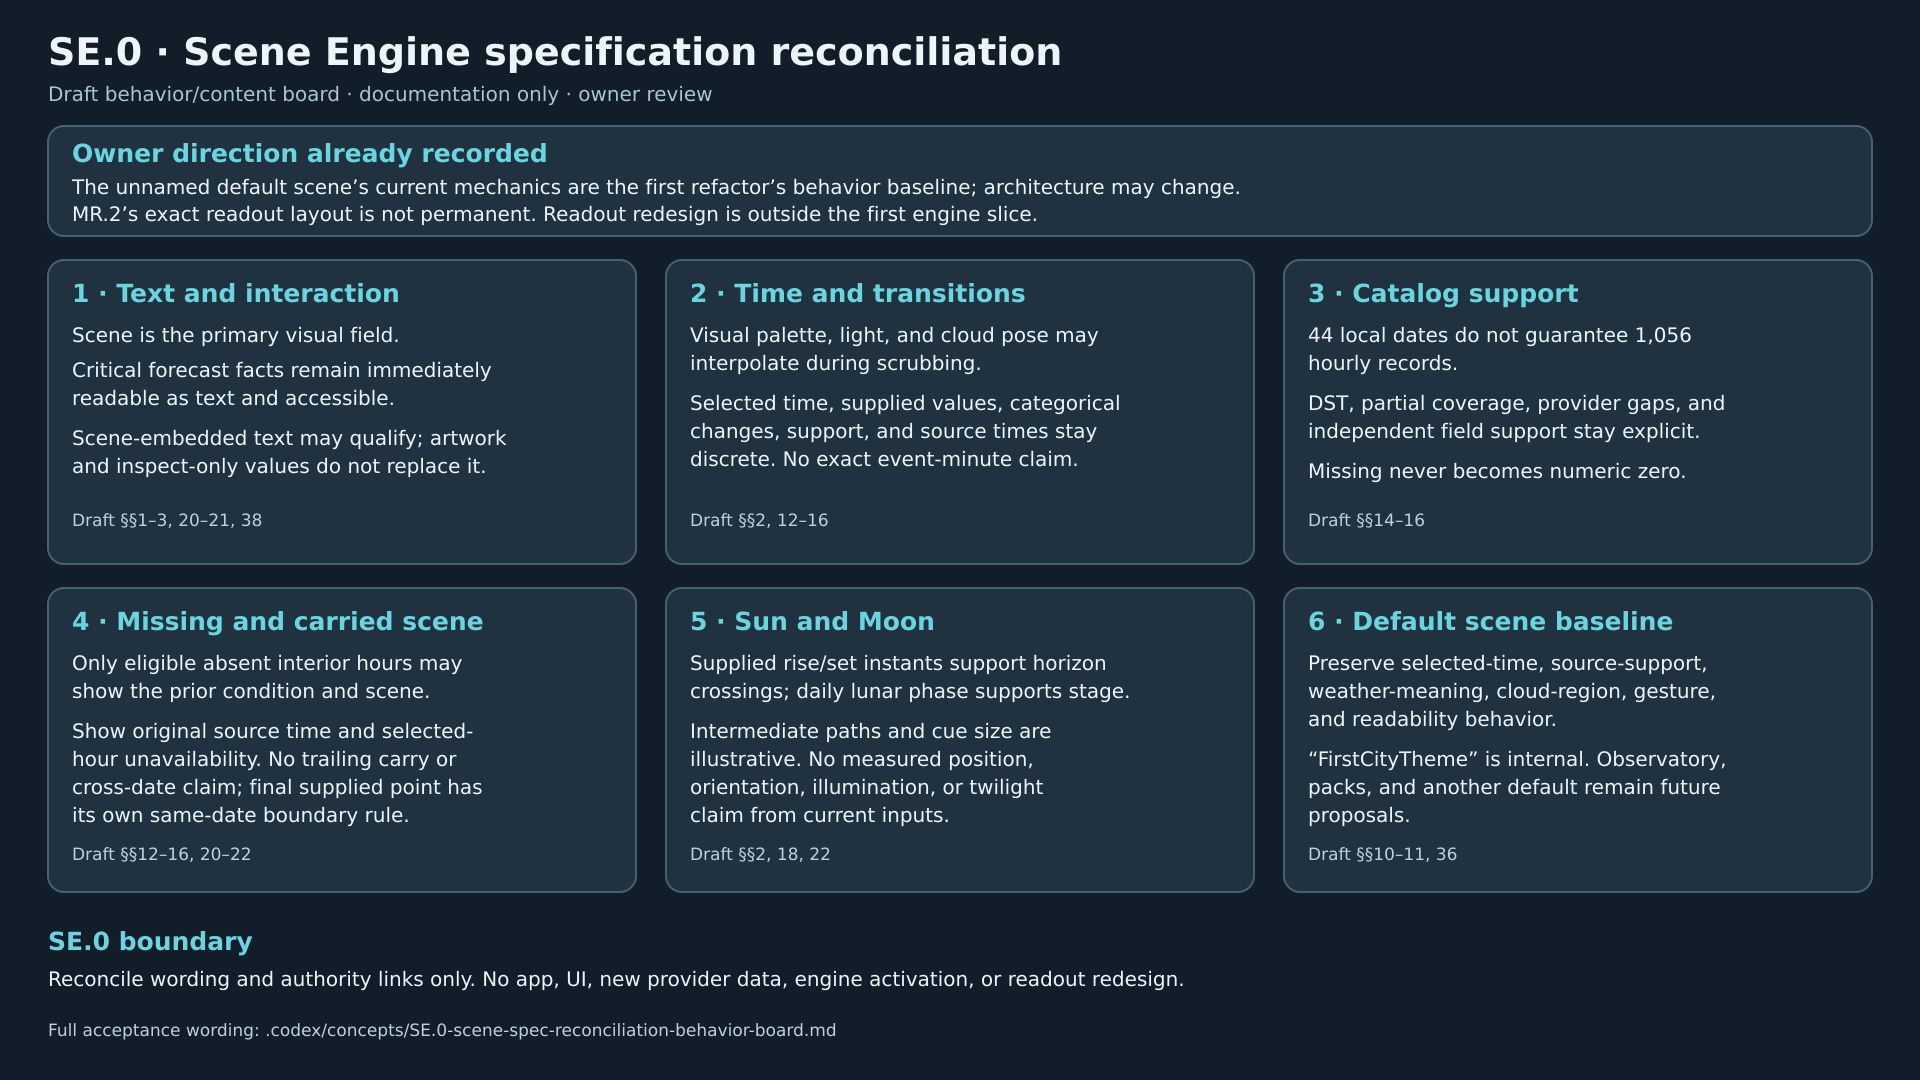 SE.0 · Scene Engine specification reconciliation
Draft behavior/content board · documentation only · owner review
Owner direction already recorded
The unnamed default scene’s current mechanics are the first refactor’s behavior baseline; architecture may change.
MR.2’s exact readout layout is not permanent. Readout redesign is outside the first engine slice.
1 · Text and interaction
Scene is the primary visual field.
Critical forecast facts remain immediately
readable as text and accessible.
Scene-embedded text may qualify; artwork
and inspect-only values do not replace it.
Draft §§1–3, 20–21, 38
2 · Time and transitions
Visual palette, light, and cloud pose may
interpolate during scrubbing.
Selected time, supplied values, categorical
changes, support, and source times stay
discrete. No exact event-minute claim.
Draft §§2, 12–16
3 · Catalog support
44 local dates do not guarantee 1,056
hourly records.
DST, partial coverage, provider gaps, and
independent field support stay explicit.
Missing never becomes numeric zero.
Draft §§14–16
4 · Missing and carried scene
Only eligible absent interior hours may
show the prior condition and scene.
Show original source time and selected-
hour unavailability. No trailing carry or
cross-date claim; final supplied point has
its own same-date boundary rule.
Draft §§12–16, 20–22
5 · Sun and Moon
Supplied rise/set instants support horizon
crossings; daily lunar phase supports stage.
Intermediate paths and cue size are
illustrative. No measured position,
orientation, illumination, or twilight
claim from current inputs.
Draft §§2, 18, 22
6 · Default scene baseline
Preserve selected-time, source-support,
weather-meaning, cloud-region, gesture,
and readability behavior.
“FirstCityTheme” is internal. Observatory,
packs, and another default remain future
proposals.
Draft §§10–11, 36
SE.0 boundary
Reconcile wording and authority links only. No app, UI, new provider data, engine activation, or readout redesign.
Full acceptance wording: .codex/concepts/SE.0-scene-spec-reconciliation-behavior-board.md